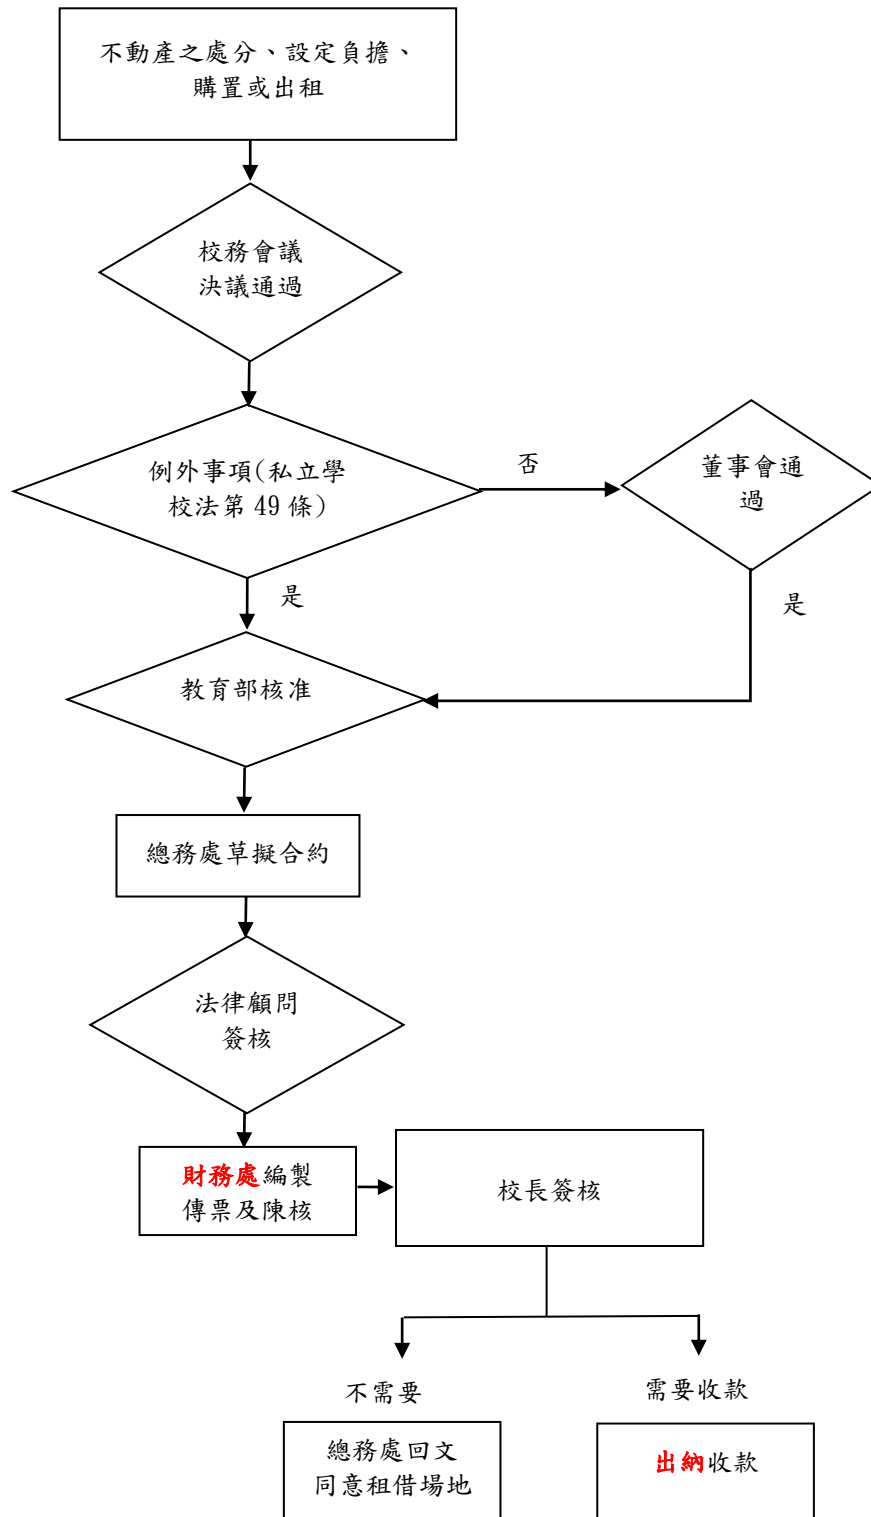 不動產之處分、設定負擔、
購置或出租
校務會議
決議通過
例外事項(私立學
校法第 49 條)
否
董事會通
過
是
是
教育部核准
總務處草擬合約
法律顧問
簽核
財務處編製
傳票及陳核
校長簽核
不需要
需要收款
總務處回文
同意租借場地
出納收款